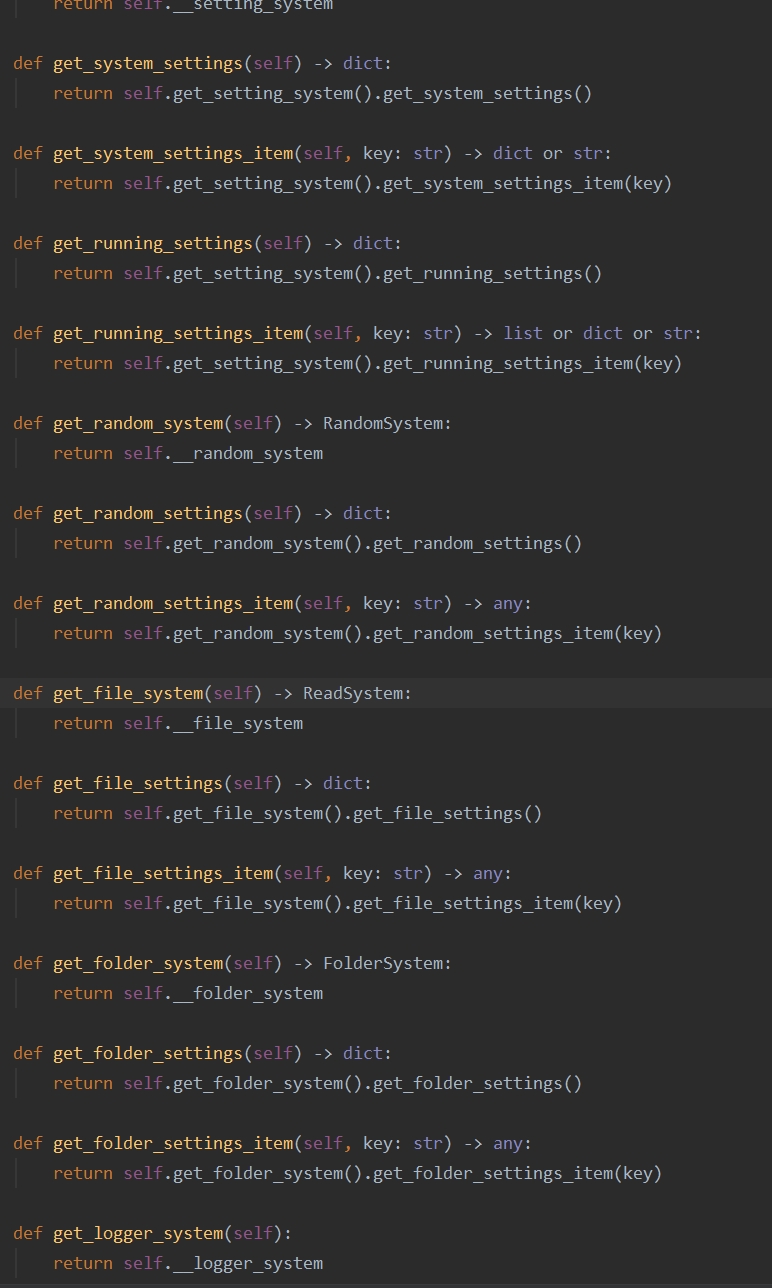 return self.__setting_system
def get_system_settings(self) -> dict:
return self.get_setting_system().get_system_settings()
def get_system_settings_item(self, key: str) -> dict or str:
return self.get_setting_system().get_system_settings_item(key)
def get_running_settings(self) -> dict:
return self.get_setting_system().get_running_settings()
def get_running_settings_item(self, key: str) -> list or dict or str:
return self.get_setting_system().get_running_settings_item(key)
def get_random_system(self) -> RandomSystem:
return self.__random_system
def get_random_settings(self) -> dict:
return self.get_random_system().get_random_settings()
def get_random_settings_item(self, key: str) -> any:
return self.get_random_system().get_random_settings_item(key)
def get_file_system(self) -> ReadSystem:
return self.__file_system
def get_file_settings(self) -> dict:
return self.get_file_system().get_file_settings()
def get_file_settings_item(self, key: str) -> any:
return self.get_file_system().get_file_settings_item(key)
def get_folder_system(self) -> FolderSystem:
return self.__folder_system
def get_folder_settings(self) -> dict:
return self.get_folder_system().get_folder_settings()
def get_folder_settings_item(self, key: str) -> any:
return self.get_folder_system().get_folder_settings_item(key)
def get_logger_system(self):
return self.__logger_system